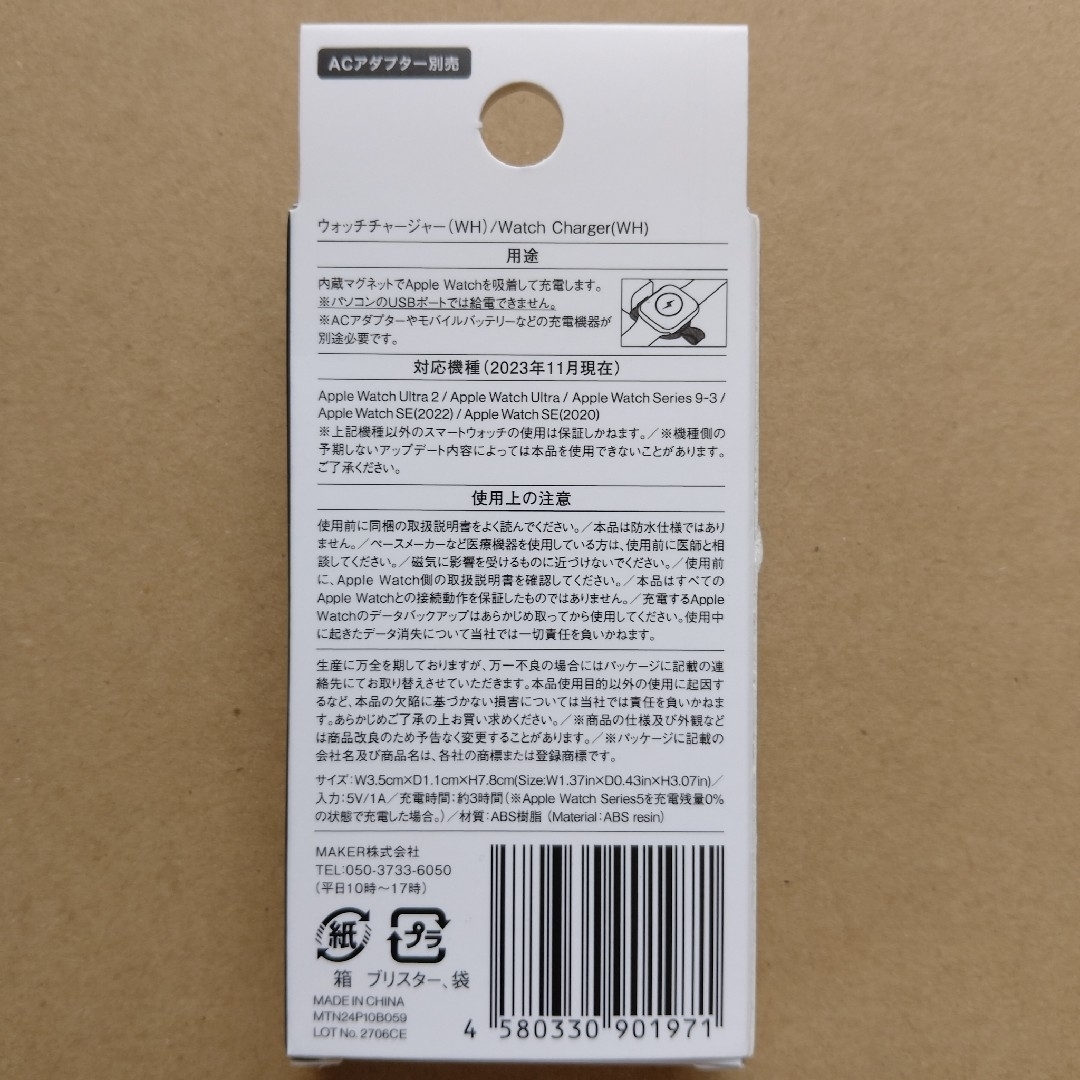 ACアダプター別売
ウォッチチャージャー(WH)/Watch Charger(WH)
用途
内蔵マグネットでApple Watchを吸着して充電します。
※パソコンのUSBポートでは給電できません。
※ACアダプターやモバイルバッテリーなどの充電機器が
別途必要です。
対応機種(2023年11月現在)
Apple Watch Ultra 2 / Apple Watch Ultra / Apple Watch Series 9-3 /
Apple Watch SE(2022) / Apple Watch SE(2020)
※上記機種以外のスマートウォッチの使用は保証しかねます。/※機種側の
予期しないアップデート内容によっては本品を使用できないことがあります。
ご了承ください。
使用上の注意
使用前に同梱の取扱説明書をよく読んでください。/本品は防水仕様ではあり
ません。/ペースメーカーなど医療機器を使用している方は、使用前に医師と相
談してください。/磁気に影響を受けるものに近づけないでください。/使用前
に、Apple Watch側の取扱説明書を確認してください。/本品はすべての
Apple Watchとの接続動作を保証したものではありません。/充電するApple
Watchのデータバックアップはあらかじめ取ってから使用してください。使用中
に起きたデータ消失について当社では一切責任を負いかねます。
生産に万全を期しておりますが、万一不良の場合にはパッケージに記載の連
絡先にてお取り替えさせていただきます。本品使用目的以外の使用に起因す
るなど、本品の欠陥に基づかない損害については当社では責任を負いかねま
す。あらかじめご了承の上お買い求めください。/※商品の仕様及び外観など
は商品改良のため予告なく変更することがあります。/※パッケージに記載の
会社名及び商品名は、各社の商標または登録商標です。
サイズ:W3.5cm×D1.1cm×H7.8cm(Size:W1.37in×D0.43in×H3.07in)/
入力:5V/1A/充電時間:約3時間(※Apple Watch Series5を充電残量0%
の状態で充電した場合。)/材質:ABS樹脂 (Material:ABS resin)
MAKER株式会社
TEL:050-3733-6050
(平日10時～17時)
紙 プラ
箱 ブリスター、袋
MADE IN CHINA
MTN24P10B059
LOT No. 2706CE
4 580330 901971